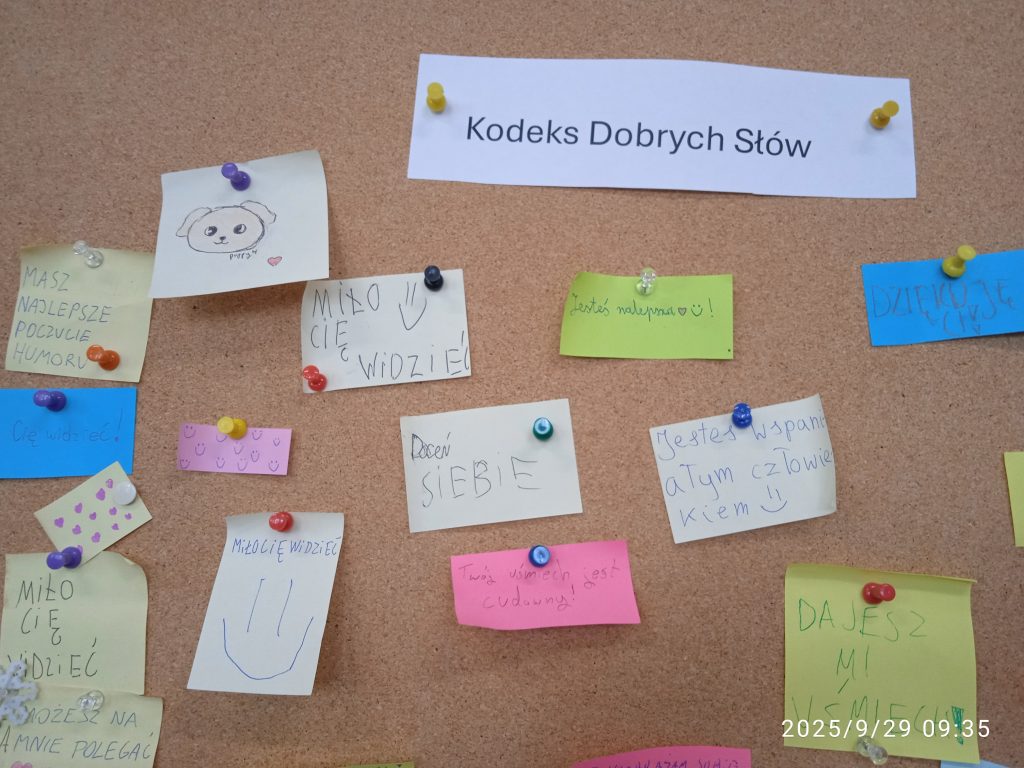 Kodeks Dobrych Słów
puppy
MASZ
NAJLEPSZE
POCZUCIE
HUMORU
MIŁO
CIĘ
WIDZIEĆ
Jesteś nalepsza ♡ ☺!
DZIĘKUJĘ
CI
Cię widzieć!
Doceń
SIEBIE
Jesteś wspani
ałym człowie
kiem
MIŁO CIĘ WIDZIEĆ
Twój uśmiech jest
cudowny!
MIŁO
CIĘ
WIDZIEĆ
DAJESZ
MI
UŚMIECH!
MOŻESZ NA
MNIE POLEGAĆ
2025/9/29 09:35